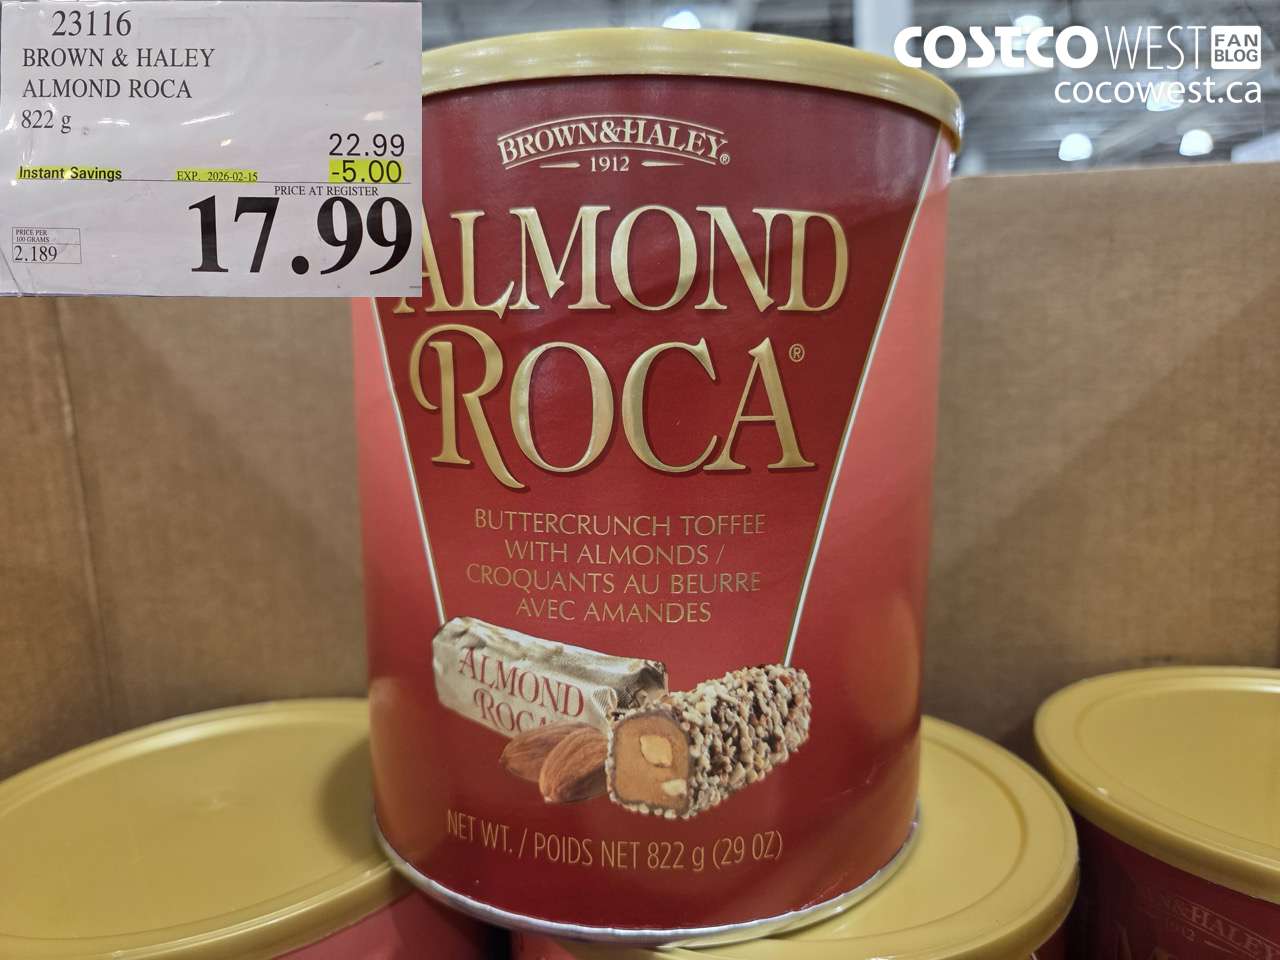 23116
BROWN & HALEY
ALMOND ROCA
822 g
22.99
Instant Savings EXP. 2026-02-15 -5.00
PRICE AT REGISTER
17.99
PRICE PER
100 GRAMS
2.189
COSTCO WEST FAN BLOG
cocowest.ca
BROWN&HALEY®
1912
ALMOND
ROCA®
BUTTERCRUNCH TOFFEE
WITH ALMONDS /
CROQUANTS AU BEURRE
AVEC AMANDES
ALMOND
ROCA
NET WT. / POIDS NET 822 g (29 OZ)